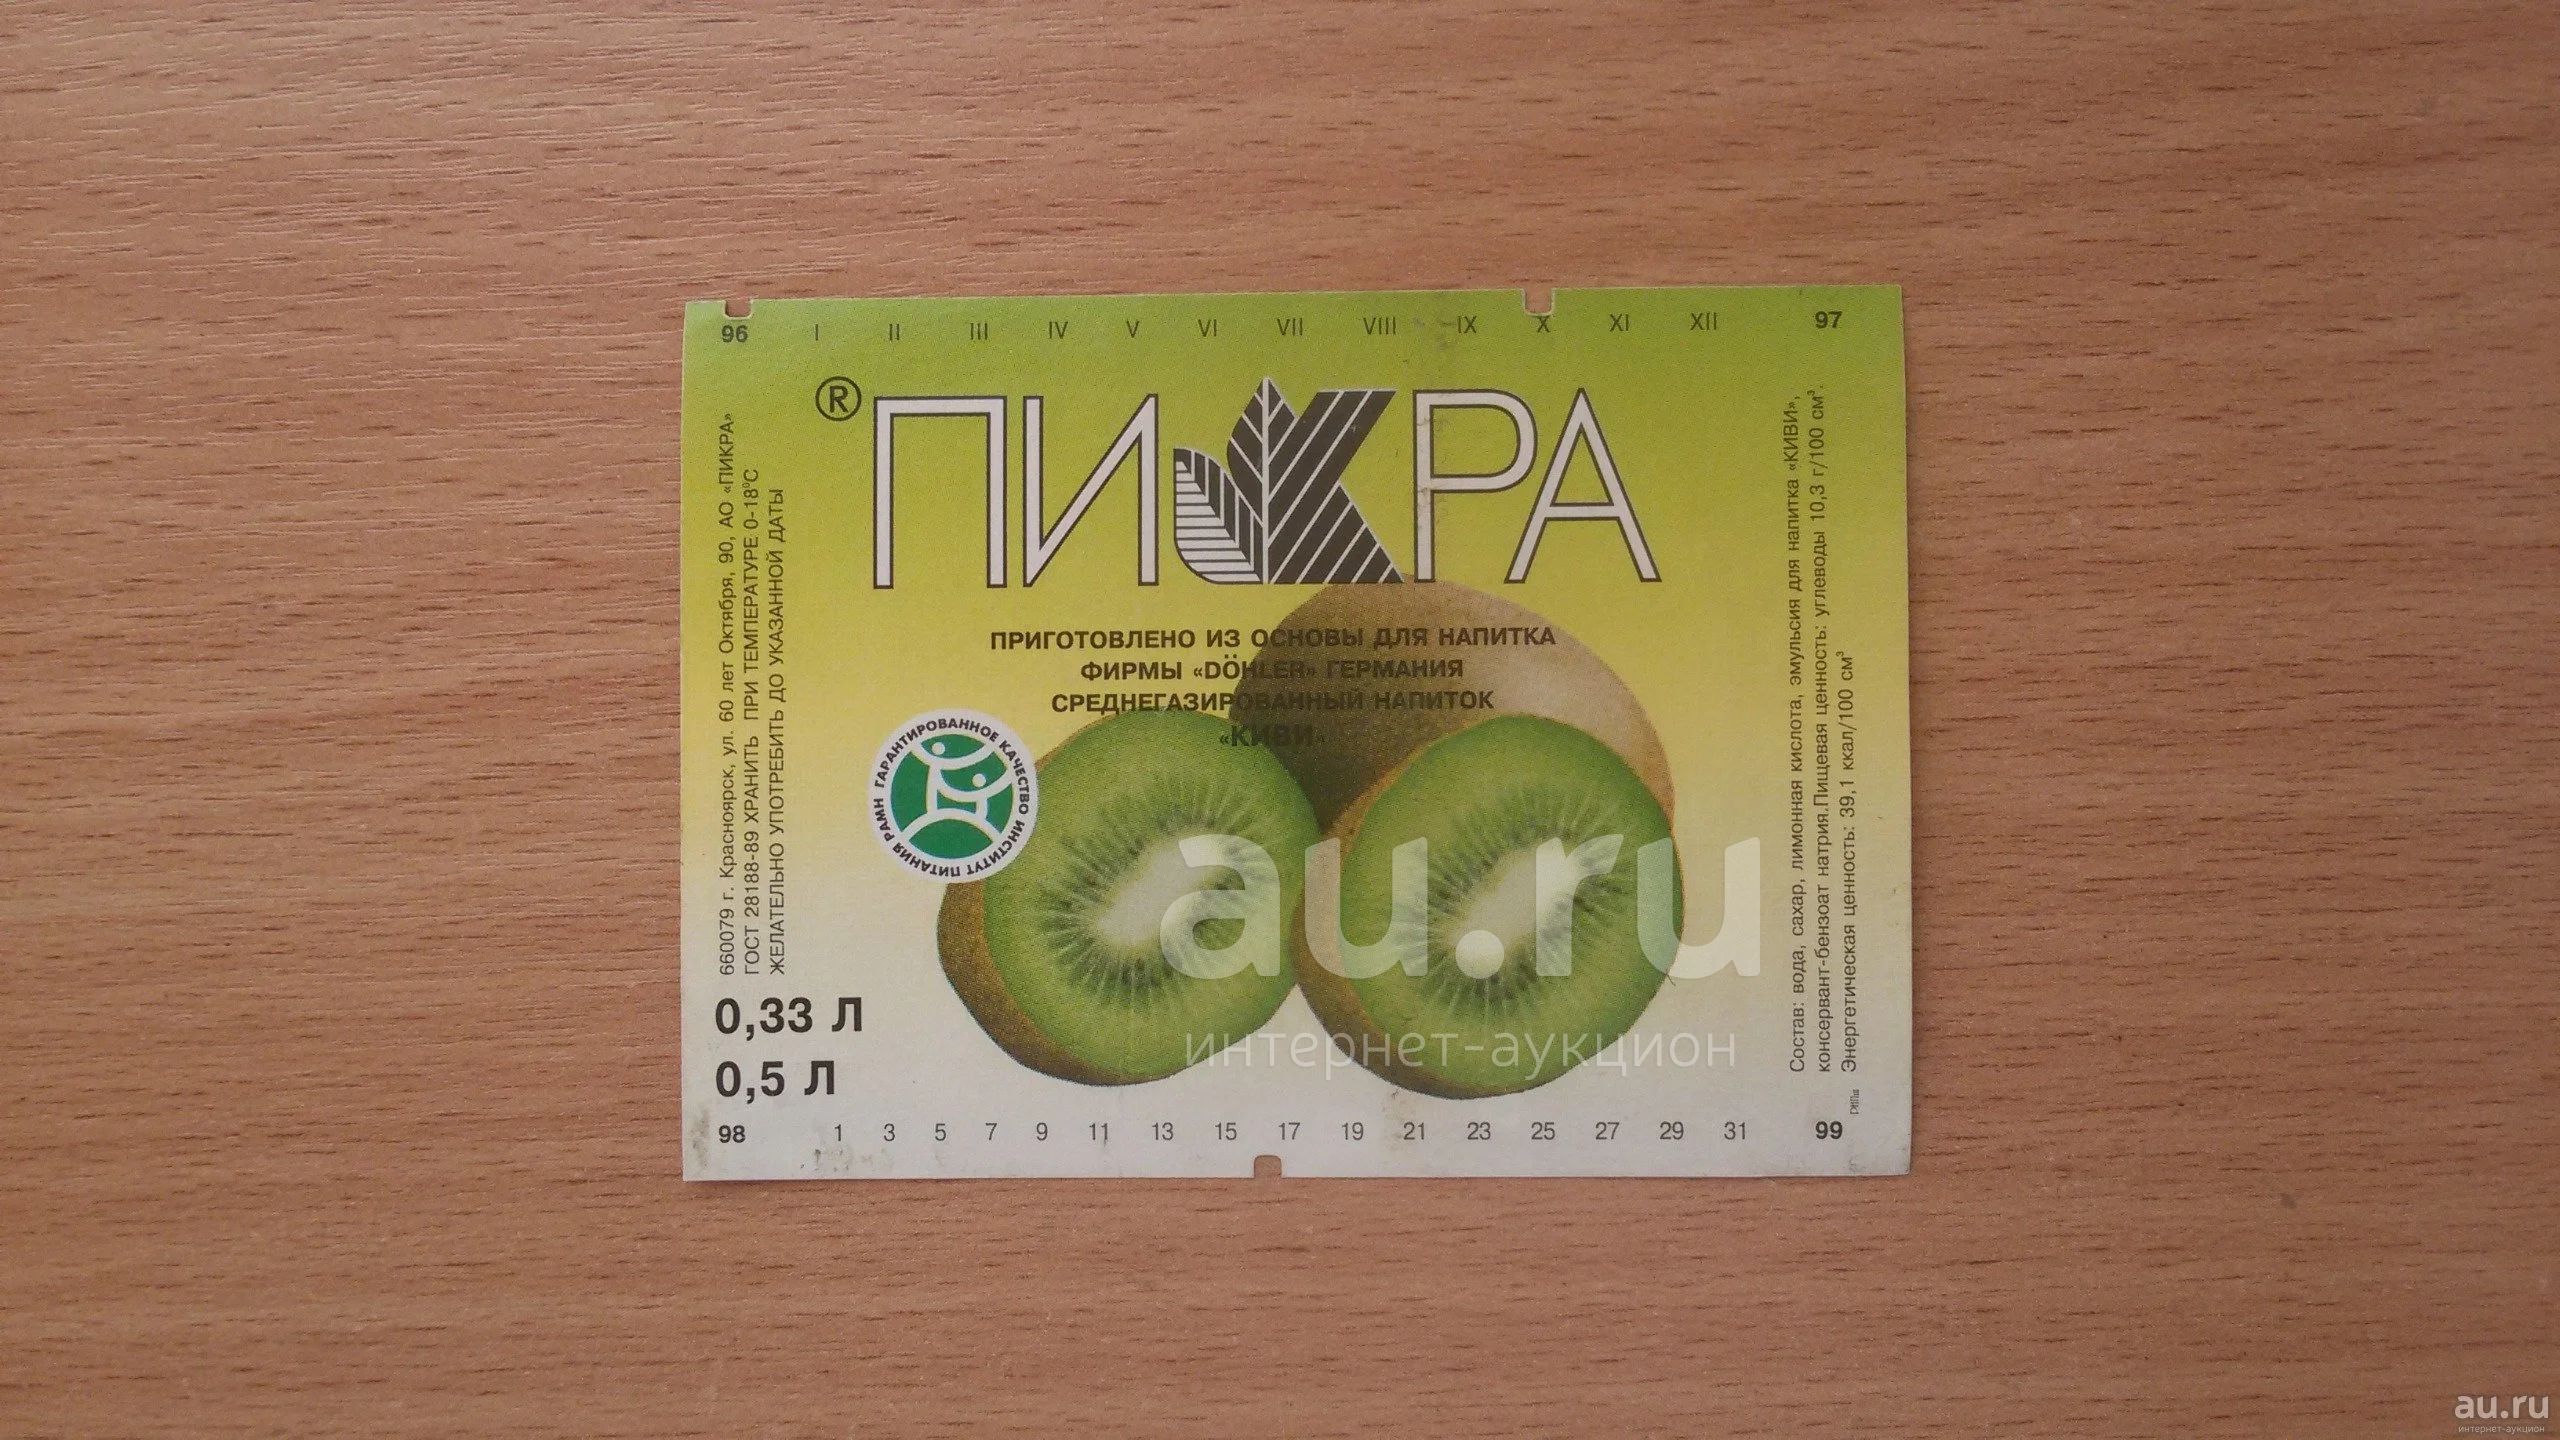 96 I II III IV V VI VII VIII IX X XI XII 97
® ПИКРА
ПРИГОТОВЛЕНО ИЗ ОСНОВЫ ДЛЯ НАПИТКА
ФИРМЫ «DÖHLER» ГЕРМАНИЯ
СРЕДНЕГАЗИРОВАННЫЙ НАПИТОК
«КИВИ»
660079 г. Красноярск, ул. 60 лет Октября, 90, АО «ПИКРА»
ГОСТ 28188-89 ХРАНИТЬ ПРИ ТЕМПЕРАТУРЕ 0-18°С
ЖЕЛАТЕЛЬНО УПОТРЕБИТЬ ДО УКАЗАННОЙ ДАТЫ
ГАРАНТИРОВАННОЕ КАЧЕСТВО ИНСТИТУТ ПИТАНИЯ РАМН
0,33 Л
0,5 Л
Состав: вода, сахар, лимонная кислота, эмульсия для напитка «КИВИ»,
консервант-бензоат натрия.Пищевая ценность: углеводы 10,3 г/100 см³.
Энергетическая ценность: 39,1 ккал/100 см³
98 1 3 5 7 9 11 13 15 17 19 21 23 25 27 29 31 99
au.ru
интернет-аукцион
au.ru
интернет-аукцион